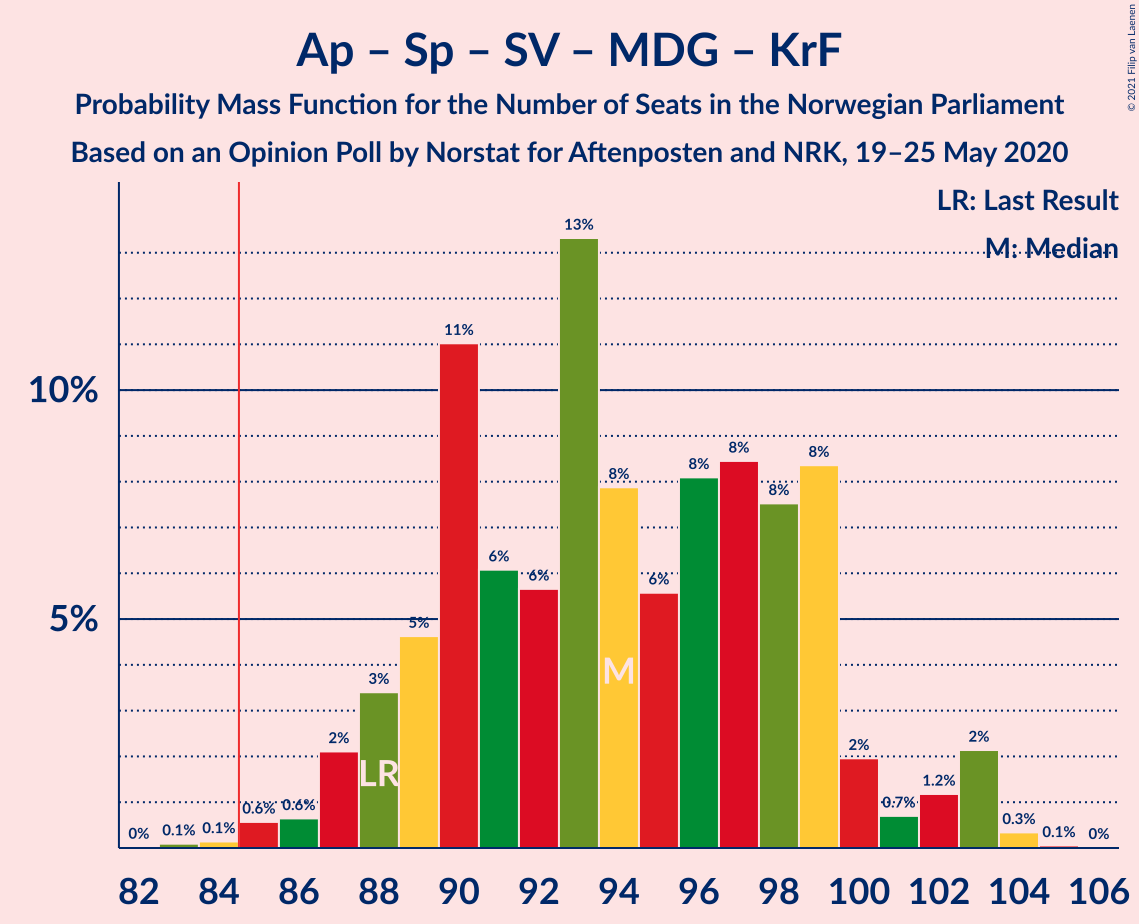 © 2021 Filip van Laenen
Ap – Sp – SV – MDG – KrF
Probability Mass Function for the Number of Seats in the Norwegian Parliament
Based on an Opinion Poll by Norstat for Aftenposten and NRK, 19–25 May 2020
LR: Last Result
M: Median
10%
5%
0% 0.1% 0.1% 0.6% 0.6% 2% 3% 5% 11% 6% 6% 13% 8% 6% 8% 8% 8% 8% 2% 0.7% 1.2% 2% 0.3% 0.1% 0%
LR
M
82 84 86 88 90 92 94 96 98 100 102 104 106